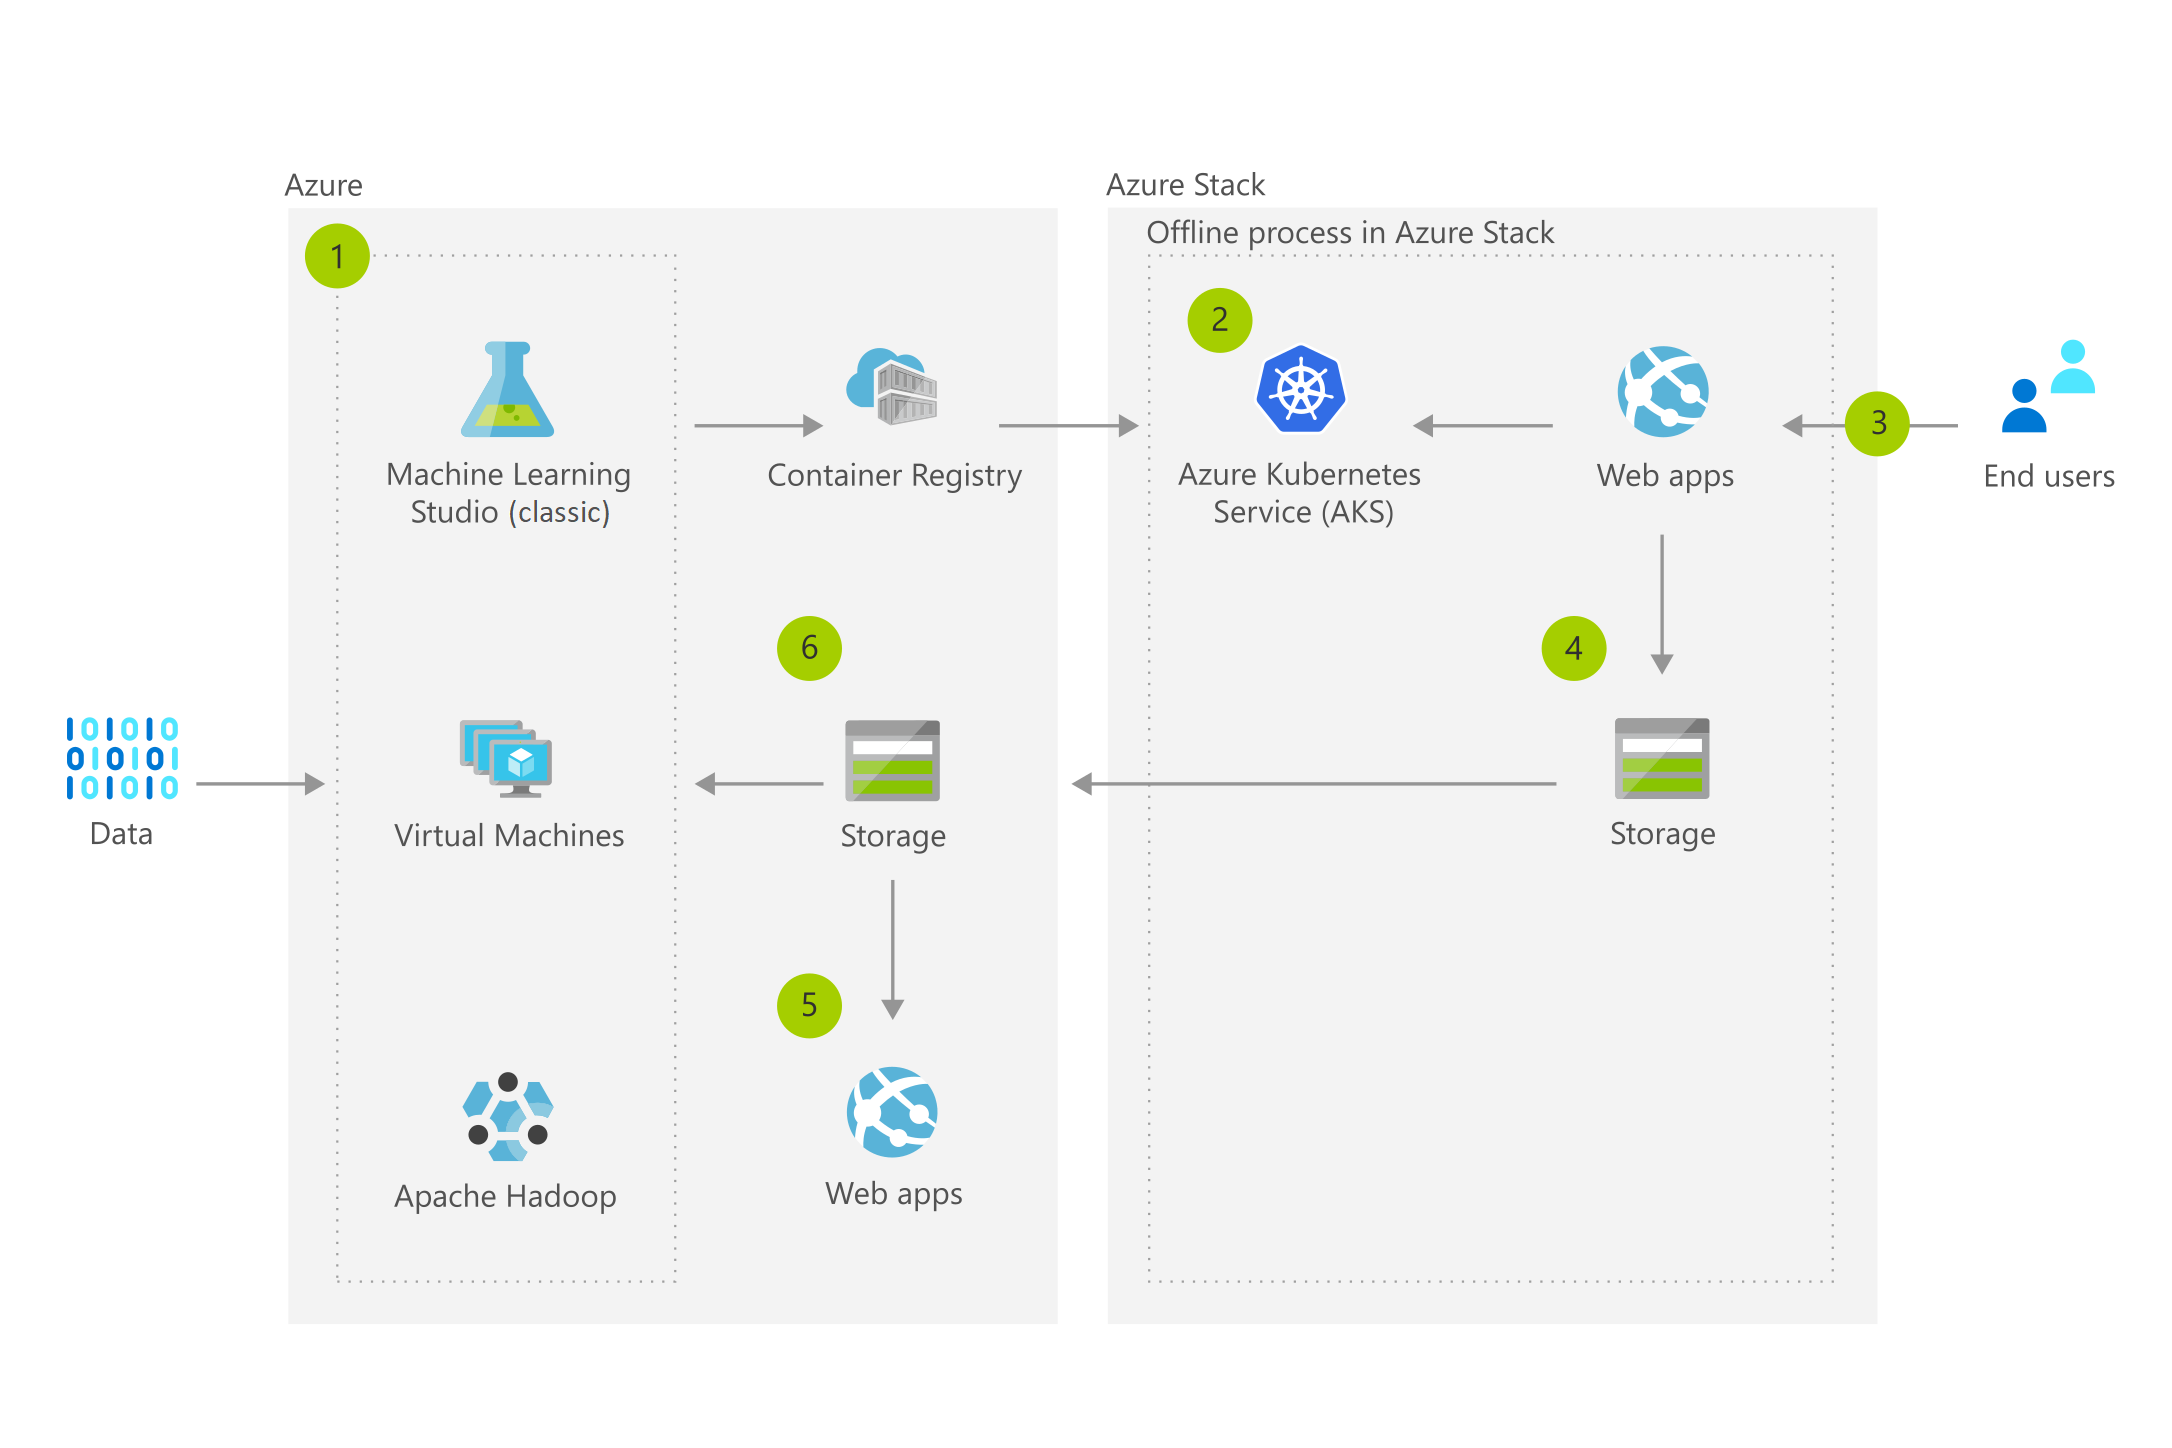 Azure
Azure Stack
Offline process in Azure Stack
1
2
3
Machine Learning
Studio (classic)
Container Registry
Azure Kubernetes
Service (AKS)
Web apps
End users
6
4
Data
Virtual Machines
Storage
Storage
5
Apache Hadoop
Web apps